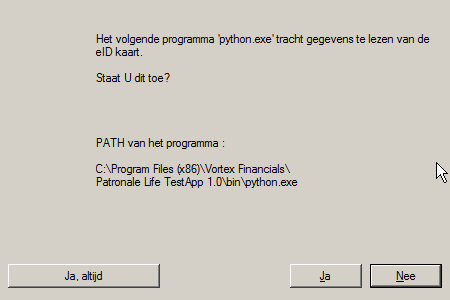 Het volgende programma 'python.exe' tracht gegevens te lezen van de
eID kaart.
Staat U dit toe?
PATH van het programma :
C:\Program Files (x86)\Vortex Financials\
Patronale Life TestApp 1.0\bin\python.exe
Ja, altijd
Ja
Nee